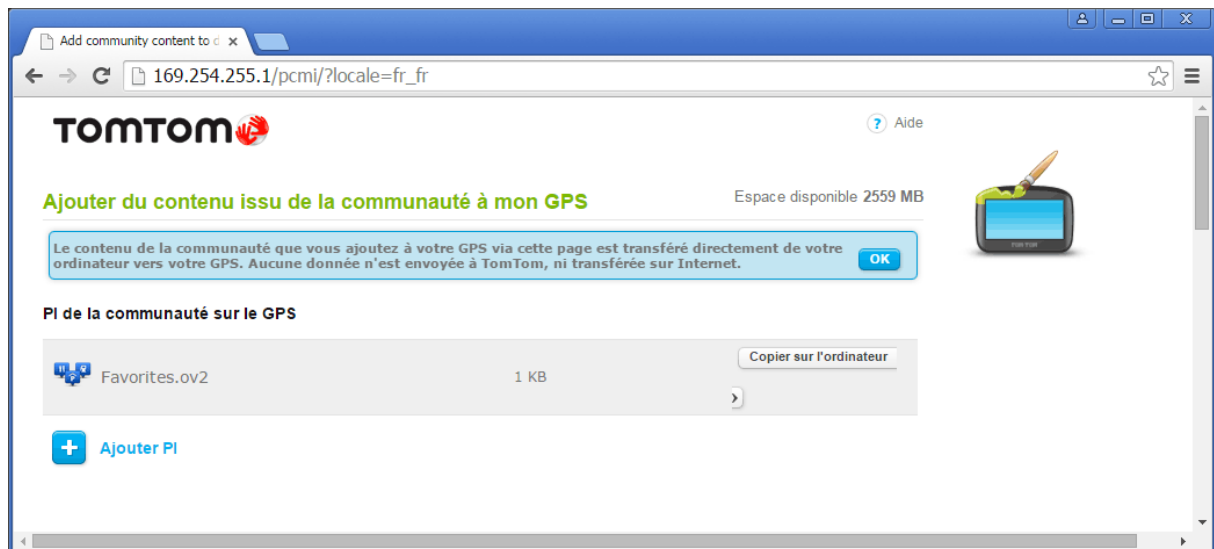 Add community content to d
169.254.255.1/pcmi/?locale=fr_fr
TOMTOM
? Aide
Ajouter du contenu issu de la communauté à mon GPS
Espace disponible 2559 MB
Le contenu de la communauté que vous ajoutez à votre GPS via cette page est transféré directement de votre
ordinateur vers votre GPS. Aucune donnée n'est envoyée à TomTom, ni transférée sur Internet.
OK
TOMTOM
PI de la communauté sur le GPS
Favorites.ov2
1 KB
Copier sur l'ordinateur
Ajouter PI